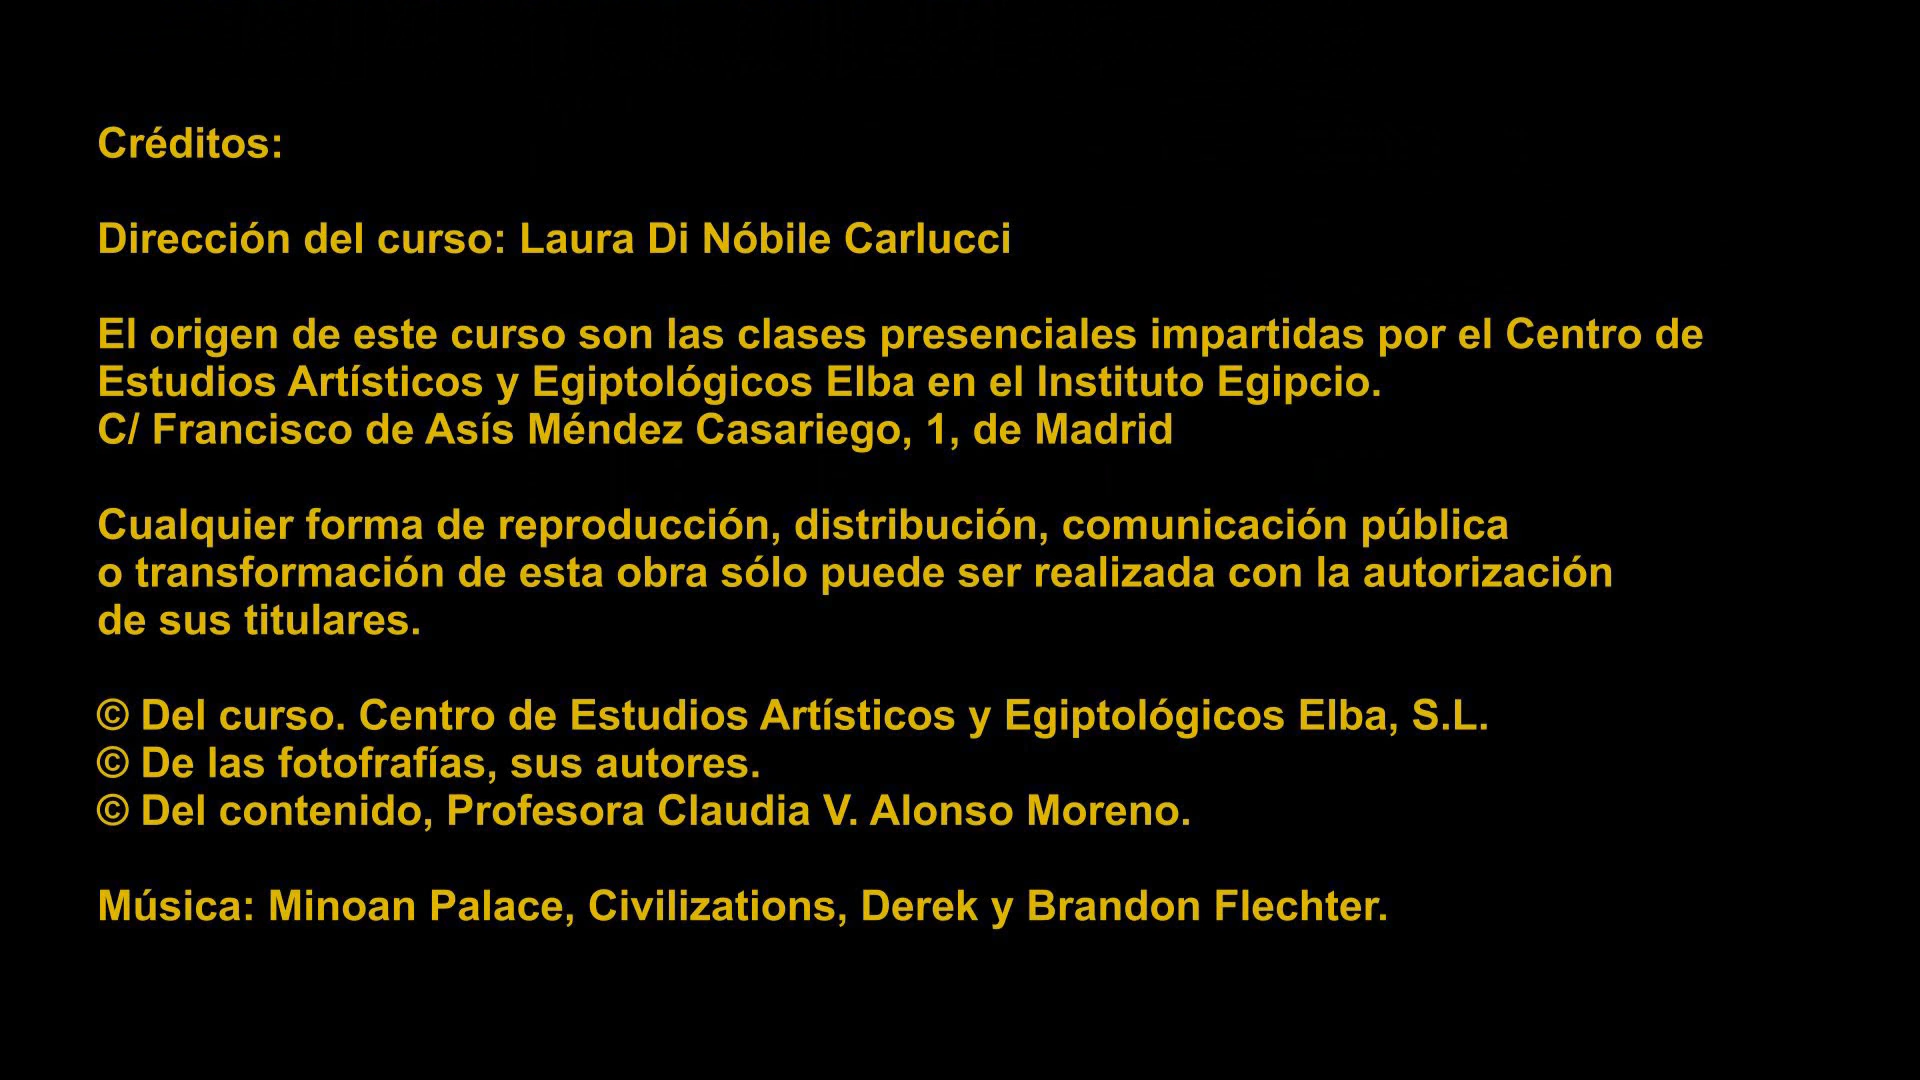 Créditos:
Dirección del curso: Laura Di Nóbile Carlucci
El origen de este curso son las clases presenciales impartidas por el Centro de
Estudios Artísticos y Egiptológicos Elba en el Instituto Egipcio.
C/ Francisco de Asís Méndez Casariego, 1, de Madrid
Cualquier forma de reproducción, distribución, comunicación pública
o transformación de esta obra sólo puede ser realizada con la autorización
de sus titulares.
© Del curso. Centro de Estudios Artísticos y Egiptológicos Elba, S.L.
© De las fotofrafías, sus autores.
© Del contenido, Profesora Claudia V. Alonso Moreno.
Música: Minoan Palace, Civilizations, Derek y Brandon Flechter.